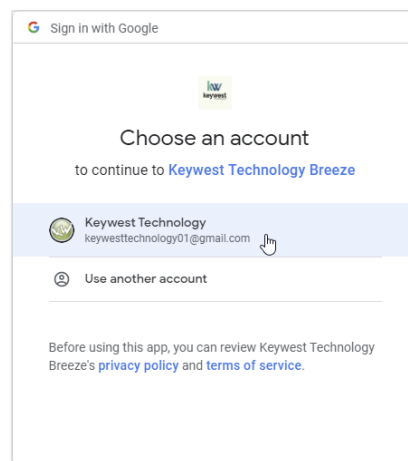 Sign in with Google
kw
keywest
Choose an account
to continue to Keywest Technology Breeze
KW
Keywest Technology
keywesttechnology01@gmail.com
Use another account
Before using this app, you can review Keywest Technology
Breeze's privacy policy and terms of service.